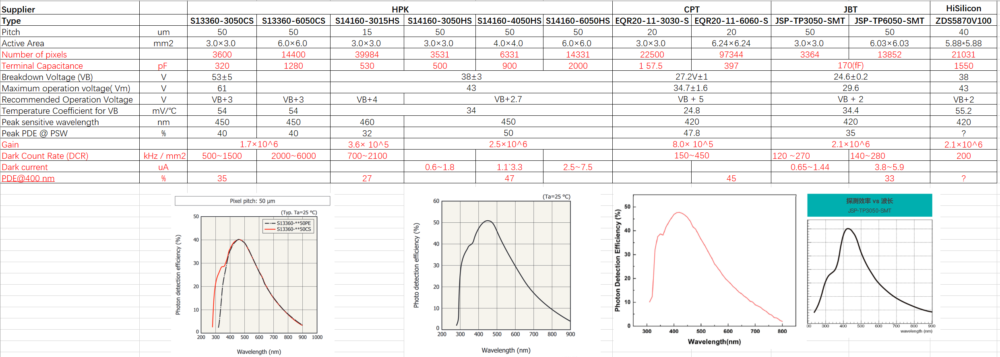 Supplier HPK CPT JBT HiSilicon
Type S13360-3050CS S13360-6050CS S14160-3015HS S14160-3050HS S14160-4050HS S14160-6050HS EQR20-11-3030-S EQR20-11-6060-S JSP-TP3050-SMT JSP-TP6050-SMT ZDS5870V100
Pitch um 50 50 15 50 50 50 20 20 50 50 40
Active Area mm2 3.0×3.0 6.0×6.0 3.0×3.0 3.0×3.0 4.0×4.0 6.0×6.0 3.0×3.0 6.24×6.24 3.0×3.0 6.03×6.03 5.88*5.88
Number of pixels 3600 14400 39984 3531 6331 14331 22500 97344 3364 13852 21031
Terminal Capacitance pF 320 1280 530 500 900 2000 1 57.5 397 170(fF) 1550
Breakdown Voltage (VB) V 53±5 38±3 27.2V±1 24.6±0.2 38
Maximum operation voltage( Vm) V 61 43 34.7±1.6 29.6 43
Recommended Operation Voltage V VB+3 VB+3 VB+4 VB+2.7 VB + 5 VB + 2 VB+2
Temperature Coefficient for VB mV/℃ 54 54 34 24.8 34.4 55.2
Peak sensitive wavelength nm 450 450 460 450 420 420 420
Peak PDE @ PSW % 40 40 32 50 47.8 35 ?
Gain 1.7×10^6 3.6× 10^5 2.5×10^6 8.0× 10^5 2.1×10^6 2.1×10^6
Dark Count Rate (DCR) kHz / mm2 500~1500 2000~6000 700~2100 150~450 120 ~270 140~280 200
Dark current uA 0.6~1.8 1.1`3.3 2.5~7.5 0.65~1.44 3.8~5.9
PDE@400 nm % 35 27 47 45 33 ?
Pixel pitch: 50 μm
(Typ. Ta=25 °C)
S13360-**50PE
S13360-**50CS
Photon detection efficiency (%)
50
40
30
20
10
0
200 300 400 500 600 700 800 900 1000
Wavelength (nm)
(Ta=25 °C)
Photo detection efficiency (%)
60
50
40
30
20
10
0
200 300 400 500 600 700 800 900
Wavelength (nm)
Photon Detection Efficiency (%)
50
40
30
20
10
0
300 400 500 600 700 800
Wavelength(nm)
探测效率 vs 波长
JSP-TP3050-SMT
00 300 400 500 600 700 800 900
wavelength (nm)